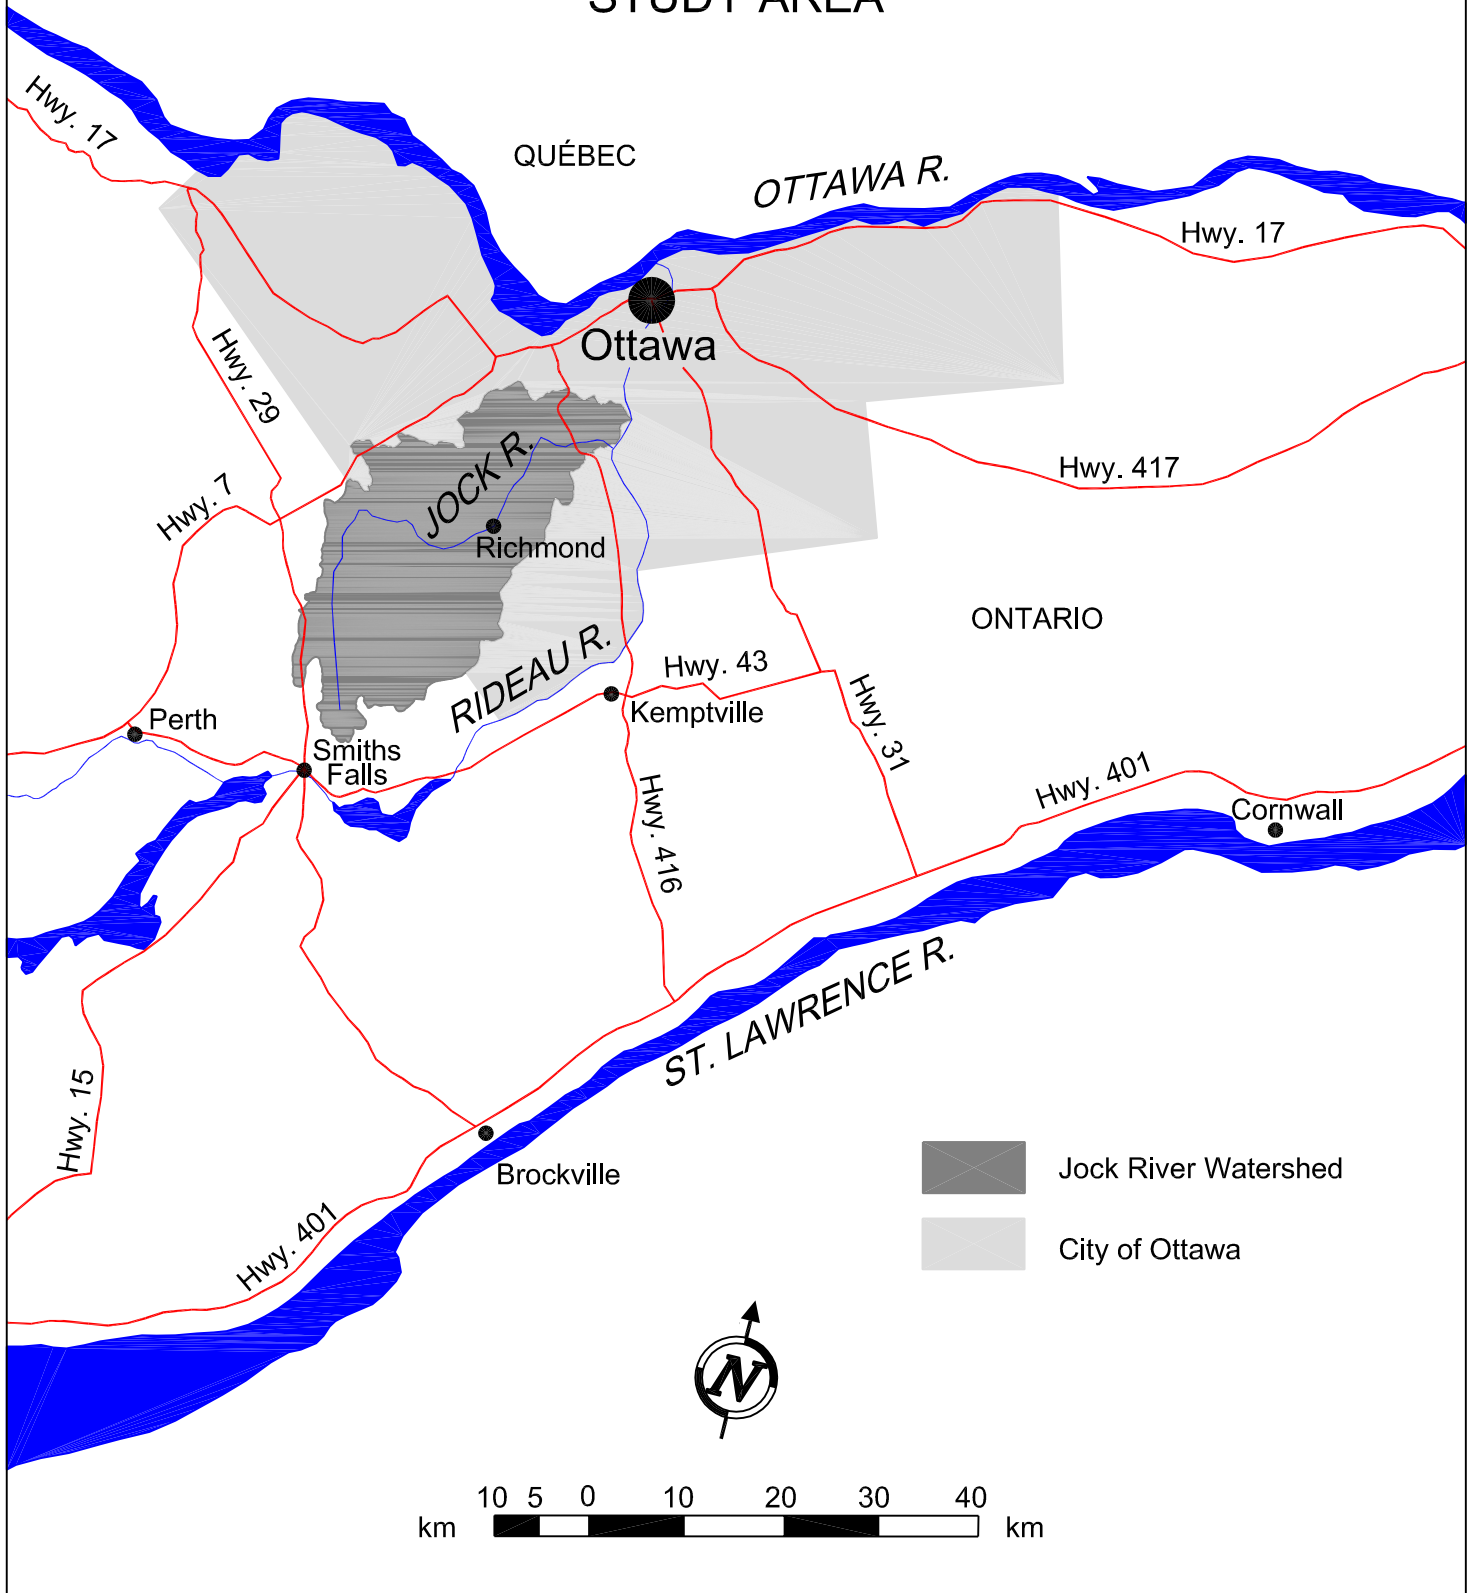 STUDY AREA
Hwy. 17
QUÉBEC
OTTAWA R.
Hwy. 17
Ottawa
Hwy. 29
JOCK R.
Hwy. 417
Hwy. 7
Richmond
ONTARIO
RIDEAU R.
Hwy. 43
Kemptville
Hwy. 31
Perth
Smiths
Falls
Hwy. 416
Hwy. 401
Cornwall
ST. LAWRENCE R.
Hwy. 15
Brockville
Hwy. 401
Jock River Watershed
City of Ottawa
N
10 5 0 10 20 30 40
km km